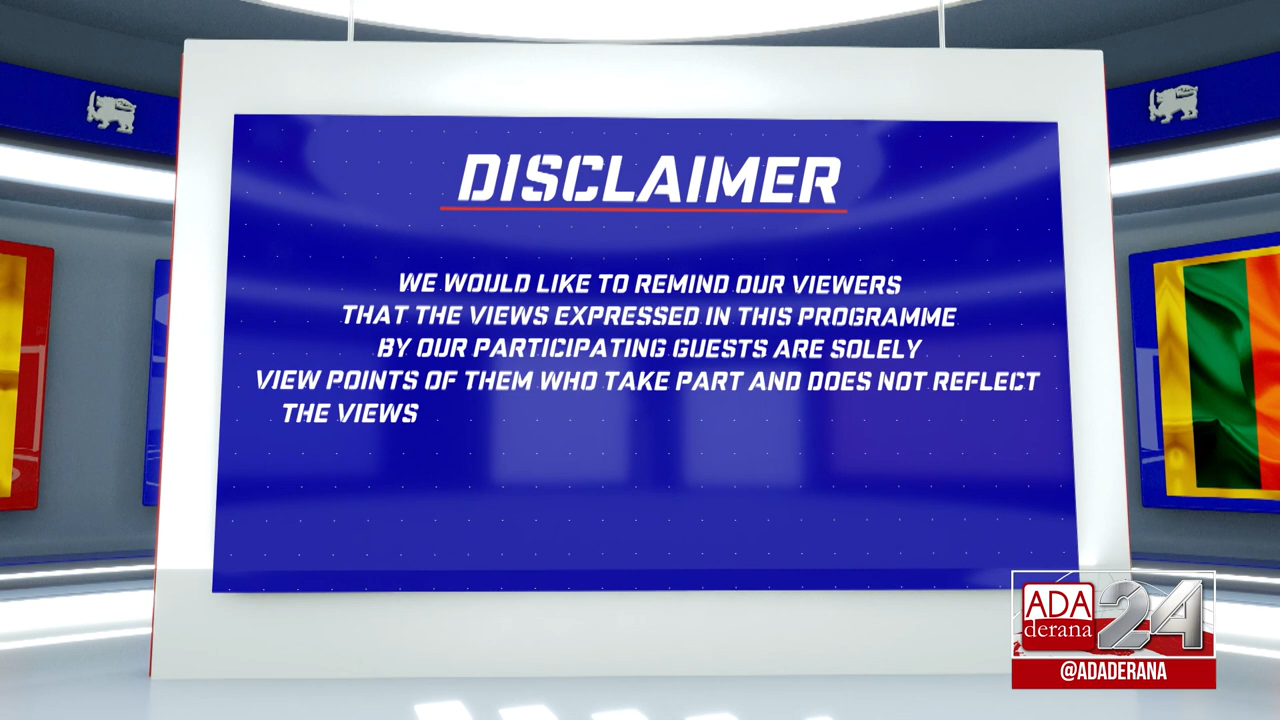 DISCLAIMER
WE WOULD LIKE TO REMIND OUR VIEWERS
THAT THE VIEWS EXPRESSED IN THIS PROGRAMME
BY OUR PARTICIPATING GUESTS ARE SOLELY
VIEW POINTS OF THEM WHO TAKE PART AND DOES NOT REFLECT
THE VIEWS
ADA
derana
24
@ADADERANA